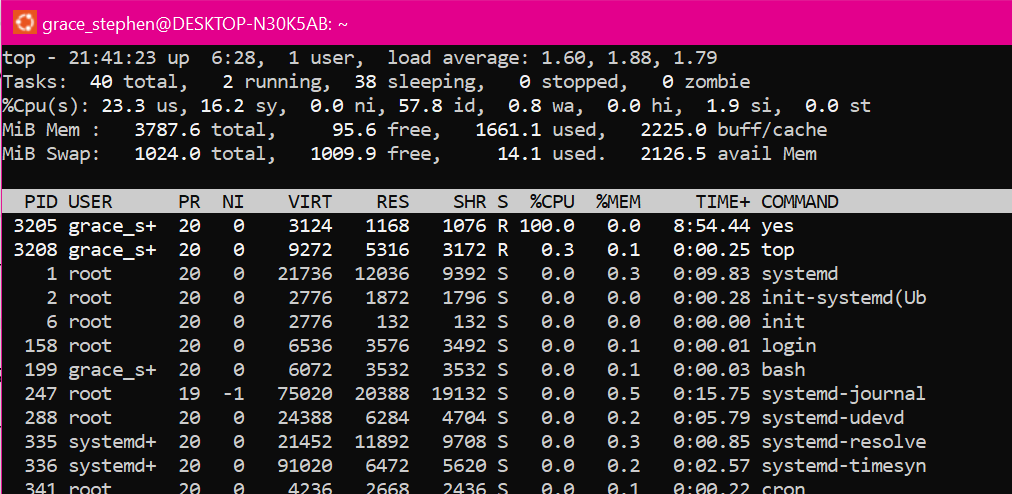 grace_stephen@DESKTOP-N30K5AB: ~
top - 21:41:23 up  6:28,  1 user,  load average: 1.60, 1.88, 1.79
Tasks:  40 total,   2 running,  38 sleeping,   0 stopped,   0 zombie
%Cpu(s): 23.3 us, 16.2 sy,  0.0 ni, 57.8 id,  0.8 wa,  0.0 hi,  1.9 si,  0.0 st
MiB Mem :   3787.6 total,     95.6 free,   1661.1 used,   2225.0 buff/cache
MiB Swap:   1024.0 total,   1009.9 free,     14.1 used.   2126.5 avail Mem
PID USER      PR  NI    VIRT    RES    SHR S  %CPU  %MEM     TIME+ COMMAND
3205 grace_s+  20   0    3124   1168   1076 R 100.0   0.0   8:54.44 yes
3208 grace_s+  20   0    9272   5316   3172 R   0.3   0.1   0:00.25 top
1 root      20   0   21736  12036   9392 S   0.0   0.3   0:09.83 systemd
2 root      20   0    2776   1872   1796 S   0.0   0.0   0:00.28 init-systemd(Ub
6 root      20   0    2776    132    132 S   0.0   0.0   0:00.00 init
158 root      20   0    6536   3576   3492 S   0.0   0.1   0:00.01 login
199 grace_s+  20   0    6072   3532   3532 S   0.0   0.1   0:00.03 bash
247 root      19  -1   75020  20388  19132 S   0.0   0.5   0:15.75 systemd-journal
288 root      20   0   24388   6284   4704 S   0.0   0.2   0:05.79 systemd-udevd
335 systemd+  20   0   21452  11892   9708 S   0.0   0.3   0:00.85 systemd-resolve
336 systemd+  20   0   91020   6472   5620 S   0.0   0.2   0:02.57 systemd-timesyn
341 root      20   0    4236   2668   2436 S   0.0   0.1   0:00.22 cron